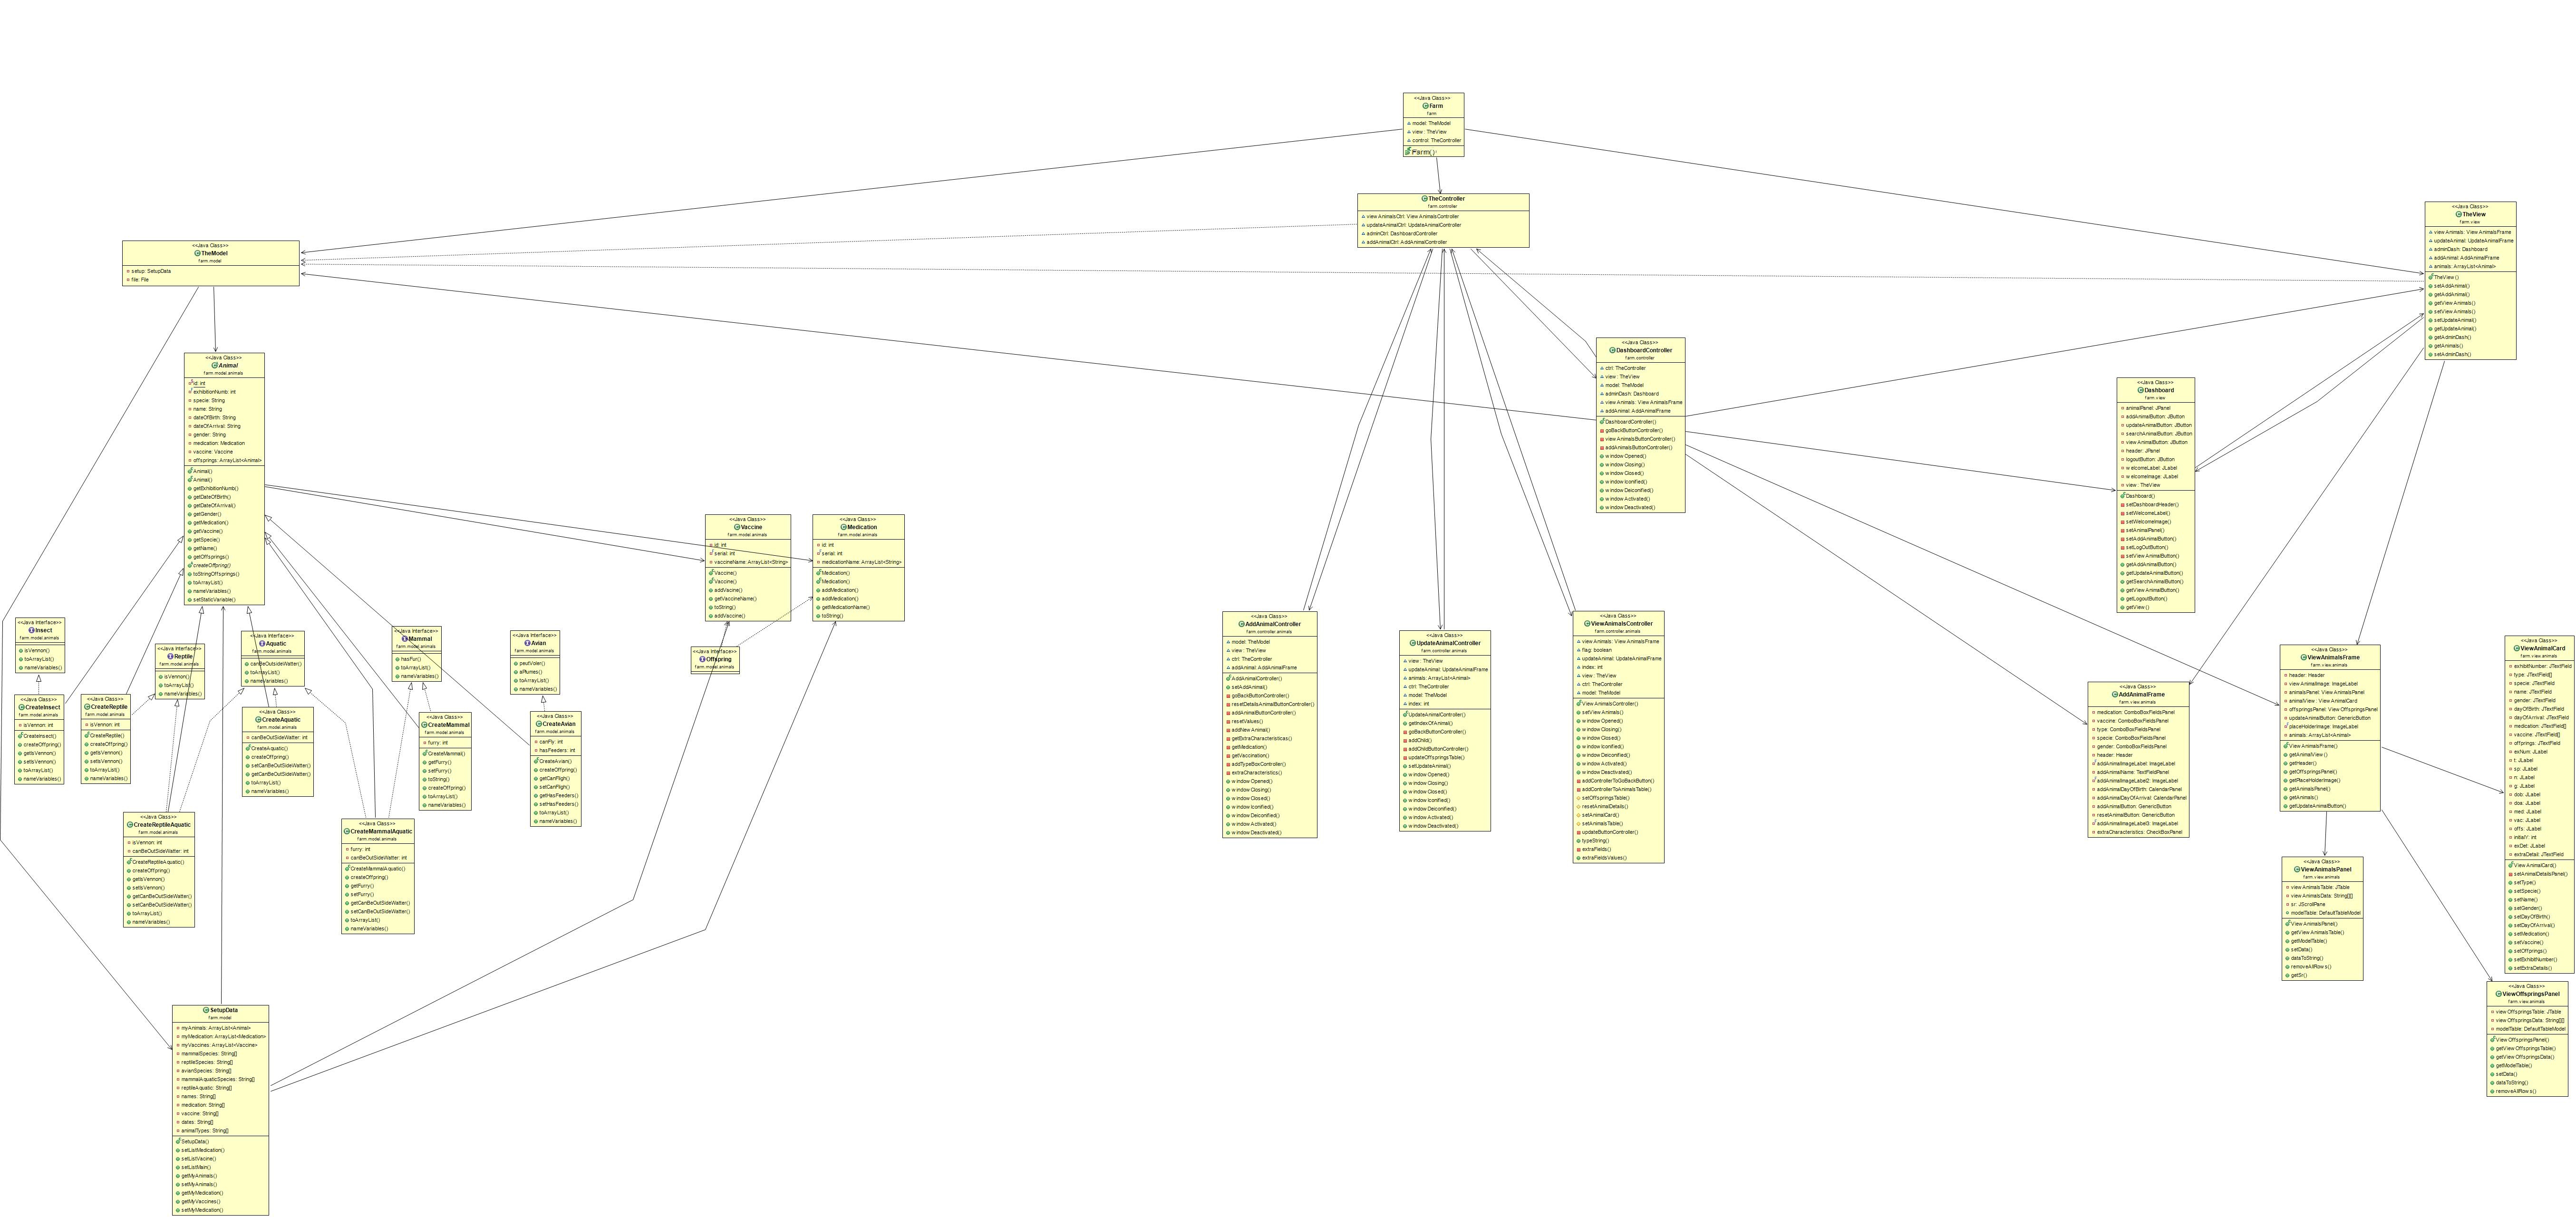 <<Java Class>>
Farm
farm
model: TheModel
view: TheView
control: TheController
Farm()
<<Java Class>>
TheController
farm.controller
viewAnimalsCtrl: ViewAnimalsController
updateAnimalCtrl: UpdateAnimalController
adminCtrl: DashboardController
addAnimalCtrl: AddAnimalController
<<Java Class>>
TheView
farm.view
viewAnimals: ViewAnimalsFrame
updateAnimal: UpdateAnimalFrame
adminDash: Dashboard
addAnimal: AddAnimalFrame
animals: ArrayList<Animal>
TheView()
setAddAnimal()
getAddAnimal()
getViewAnimals()
setViewAnimals()
setUpdateAnimal()
getUpdateAnimal()
getAdminDash()
getAnimals()
setAdminDash()
<<Java Class>>
TheModel
farm.model
setup: SetupData
file: File
<<Java Class>>
Animal
farm.model.animals
id: int
exhibitionNumb: int
specie: String
name: String
dateOfBirth: String
dateOfArrival: String
gender: String
medication: Medication
vaccine: Vaccine
offsprings: ArrayList<Animal>
Animal()
Animal()
getExhibitionNumb()
getDateOfBirth()
getDateOfArrival()
getGender()
getMedication()
getVaccine()
getSpecie()
getName()
getOffsprings()
createOffpring()
toStringOffsprings()
toArrayList()
nameVariables()
setStaticVariable()
<<Java Class>>
DashboardController
farm.controller
ctrl: TheController
view: TheView
model: TheModel
adminDash: Dashboard
viewAnimals: ViewAnimalsFrame
addAnimal: AddAnimalFrame
DashboardController()
goBackButtonController()
viewAnimalsButtonController()
addAnimalsButtonController()
windowOpened()
windowClosing()
windowClosed()
windowIconified()
windowDeiconified()
windowActivated()
windowDeactivated()
<<Java Class>>
Dashboard
farm.view
animalPanel: JPanel
addAnimalButton: JButton
updateAnimalButton: JButton
searchAnimalButton: JButton
viewAnimalButton: JButton
header: JPanel
logoutButton: JButton
welcomeLabel: JLabel
welcomeImage: JLabel
view: TheView
Dashboard()
setDashboardHeader()
setWelcomeLabel()
setWelcomeImage()
setAnimalPanel()
setAddAnimalButton()
setLogOutButton()
setViewAnimalButton()
getAddAnimalButton()
getUpdateAnimalButton()
getSearchAnimalButton()
getViewAnimalButton()
getLogoutButton()
getView()
<<Java Class>>
Vaccine
farm.model.animals
id: int
serial: int
vaccineName: ArrayList<String>
Vaccine()
Vaccine()
addVacine()
getVaccineName()
toString()
addVaccine()
<<Java Class>>
Medication
farm.model.animals
id: int
serial: int
medicationName: ArrayList<String>
Medication()
Medication()
addMedication()
addMedication()
getMedicationName()
toString()
<<Java Interface>>
Insect
farm.model.animals
isVennon()
toArrayList()
nameVariables()
<<Java Interface>>
Reptile
farm.model.animals
isVennon()
toArrayList()
nameVariables()
<<Java Interface>>
Aquatic
farm.model.animals
canBeOutsideWatter()
toArrayList()
nameVariables()
<<Java Interface>>
Mammal
farm.model.animals
hasFur()
toArrayList()
nameVariables()
<<Java Interface>>
Avian
farm.model.animals
peutVoler()
aPlumes()
toArrayList()
nameVariables()
<<Java Interface>>
Offspring
farm.model.animals
<<Java Class>>
CreateInsect
farm.model.animals
isVennon: int
CreateInsect()
createOffpring()
getIsVennon()
setIsVennon()
toArrayList()
nameVariables()
<<Java Class>>
CreateReptile
farm.model.animals
isVennon: int
CreateReptile()
createOffpring()
getIsVennon()
setIsVennon()
toArrayList()
nameVariables()
<<Java Class>>
CreateAquatic
farm.model.animals
canBeOutSideWatter: int
CreateAquatic()
createOffpring()
setCanBeOutSideWatter()
getCanBeOutSideWatter()
toArrayList()
nameVariables()
<<Java Class>>
CreateMammal
farm.model.animals
furry: int
CreateMammal()
getFurry()
setFurry()
toString()
createOffpring()
toArrayList()
nameVariables()
<<Java Class>>
CreateAvian
farm.model.animals
canFly: int
hasFeeders: int
CreateAvian()
createOffpring()
getCanFligh()
setCanFligh()
getHasFeeders()
setHasFeeders()
toArrayList()
nameVariables()
<<Java Class>>
CreateReptileAquatic
farm.model.animals
isVennon: int
canBeOutSideWatter: int
CreateReptileAquatic()
createOffpring()
getIsVennon()
setIsVennon()
getCanBeOutSideWatter()
setCanBeOutSideWatter()
toArrayList()
nameVariables()
<<Java Class>>
CreateMammalAquatic
farm.model.animals
furry: int
canBeOutSideWatter: int
CreateMammalAquatic()
createOffpring()
getFurry()
setFurry()
getCanBeOutSideWatter()
setCanBeOutSideWatter()
toArrayList()
nameVariables()
<<Java Class>>
SetupData
farm.model
myAnimals: ArrayList<Animal>
myMedication: ArrayList<Medication>
myVaccines: ArrayList<Vaccine>
mammalSpecies: String[]
reptileSpecies: String[]
avianSpecies: String[]
mammalAquaticSpecies: String[]
reptileAquatic: String[]
names: String[]
medication: String[]
vaccine: String[]
dates: String[]
animalTypes: String[]
SetupData()
setListMedication()
setListVacine()
setListMain()
getMyAnimals()
setMyAnimals()
getMyMedication()
getMyVaccines()
setMyMedication()
<<Java Class>>
AddAnimalController
farm.controller.animals
model: TheModel
view: TheView
ctrl: TheController
addAnimal: AddAnimalFrame
AddAnimalController()
setAddAnimal()
goBackButtonController()
resetDetailsAnimalButtonController()
addAnimalButtonController()
resetValues()
addNewAnimal()
getExtraCharacteristicas()
getMedication()
getVaccination()
addTypeBoxController()
extraCharacteristics()
windowOpened()
windowClosing()
windowClosed()
windowIconified()
windowDeiconified()
windowActivated()
windowDeactivated()
<<Java Class>>
UpdateAnimalController
farm.controller.animals
view: TheView
updateAnimal: UpdateAnimalFrame
animals: ArrayList<Animal>
ctrl: TheController
model: TheModel
index: int
UpdateAnimalController()
getIndexOfAnimal()
goBackButtonController()
addChild()
addChildButtonController()
updateOffspringsTable()
setUpdateAnimal()
windowOpened()
windowClosing()
windowClosed()
windowIconified()
windowDeiconified()
windowActivated()
windowDeactivated()
<<Java Class>>
ViewAnimalsController
farm.controller.animals
viewAnimals: ViewAnimalsFrame
flag: boolean
updateAnimal: UpdateAnimalFrame
index: int
view: TheView
ctrl: TheController
model: TheModel
ViewAnimalsController()
setViewAnimals()
windowOpened()
windowClosing()
windowClosed()
windowIconified()
windowDeiconified()
windowActivated()
windowDeactivated()
addControllerToGoBackButton()
addControllerToAnimalsTable()
setOffspringsTable()
resetAnimalDetails()
setAnimalCard()
setAnimalsTable()
updateButtonController()
typeString()
extraFields()
extraFieldsValues()
<<Java Class>>
AddAnimalFrame
farm.view.animals
medication: ComboBoxFieldsPanel
vaccine: ComboBoxFieldsPanel
type: ComboBoxFieldsPanel
specie: ComboBoxFieldsPanel
gender: ComboBoxFieldsPanel
header: Header
addAnimalImageLabel: ImageLabel
addAnimalName: TextFieldPanel
addAnimalImageLabel2: ImageLabel
addAnimalDayOfBirth: CalendarPanel
addAnimalDayOfArrival: CalendarPanel
addAnimalButton: GenericButton
resetAnimalButton: GenericButton
addAnimalImageLabel3: ImageLabel
extraCharacteristics: CheckBoxPanel
<<Java Class>>
ViewAnimalsFrame
farm.view.animals
header: Header
viewAnimalImage: ImageLabel
animalsPanel: ViewAnimalsPanel
animalView: ViewAnimalCard
offspringsPanel: ViewOffspringsPanel
updateAnimalButton: GenericButton
placeHolderImage: ImageLabel
animals: ArrayList<Animal>
ViewAnimalsFrame()
getAnimalView()
getHeader()
getOffspringsPanel()
getPlaceHolderImage()
getAnimalsPanel()
getAnimals()
getUpdateAnimalButton()
<<Java Class>>
ViewAnimalCard
farm.view.animals
exhibitNumber: JTextField
type: JTextField[]
specie: JTextField
name: JTextField
gender: JTextField
dayOfBirth: JTextField
dayOfArrival: JTextField
medication: JTextField[]
vaccine: JTextField[]
offprings: JTextField
exNum: JLabel
t: JLabel
sp: JLabel
n: JLabel
g: JLabel
dob: JLabel
doa: JLabel
med: JLabel
vac: JLabel
offs: JLabel
initialY: int
exDet: JLabel
extraDetail: JTextField
ViewAnimalCard()
setAnimalDetailsPanel()
setType()
setSpecie()
setName()
setGender()
setDayOfBirth()
setDayOfArrival()
setMedication()
setVaccine()
setOffprings()
setExhibitNumber()
setExtraDetails()
<<Java Class>>
ViewAnimalsPanel
farm.view.animals
viewAnimalsTable: JTable
viewAnimalsData: String[][]
sr: JScrollPane
modelTable: DefaultTableModel
ViewAnimalsPanel()
getViewAnimalsTable()
getModelTable()
setData()
dataToString()
removeAllRows()
getSr()
<<Java Class>>
ViewOffspringsPanel
farm.view.animals
viewOffspringsTable: JTable
viewOffspringsData: String[][]
modelTable: DefaultTableModel
ViewOffspringsPanel()
getViewOffspringsTable()
getViewOffspringsData()
getModelTable()
setData()
dataToString()
removeAllRows()